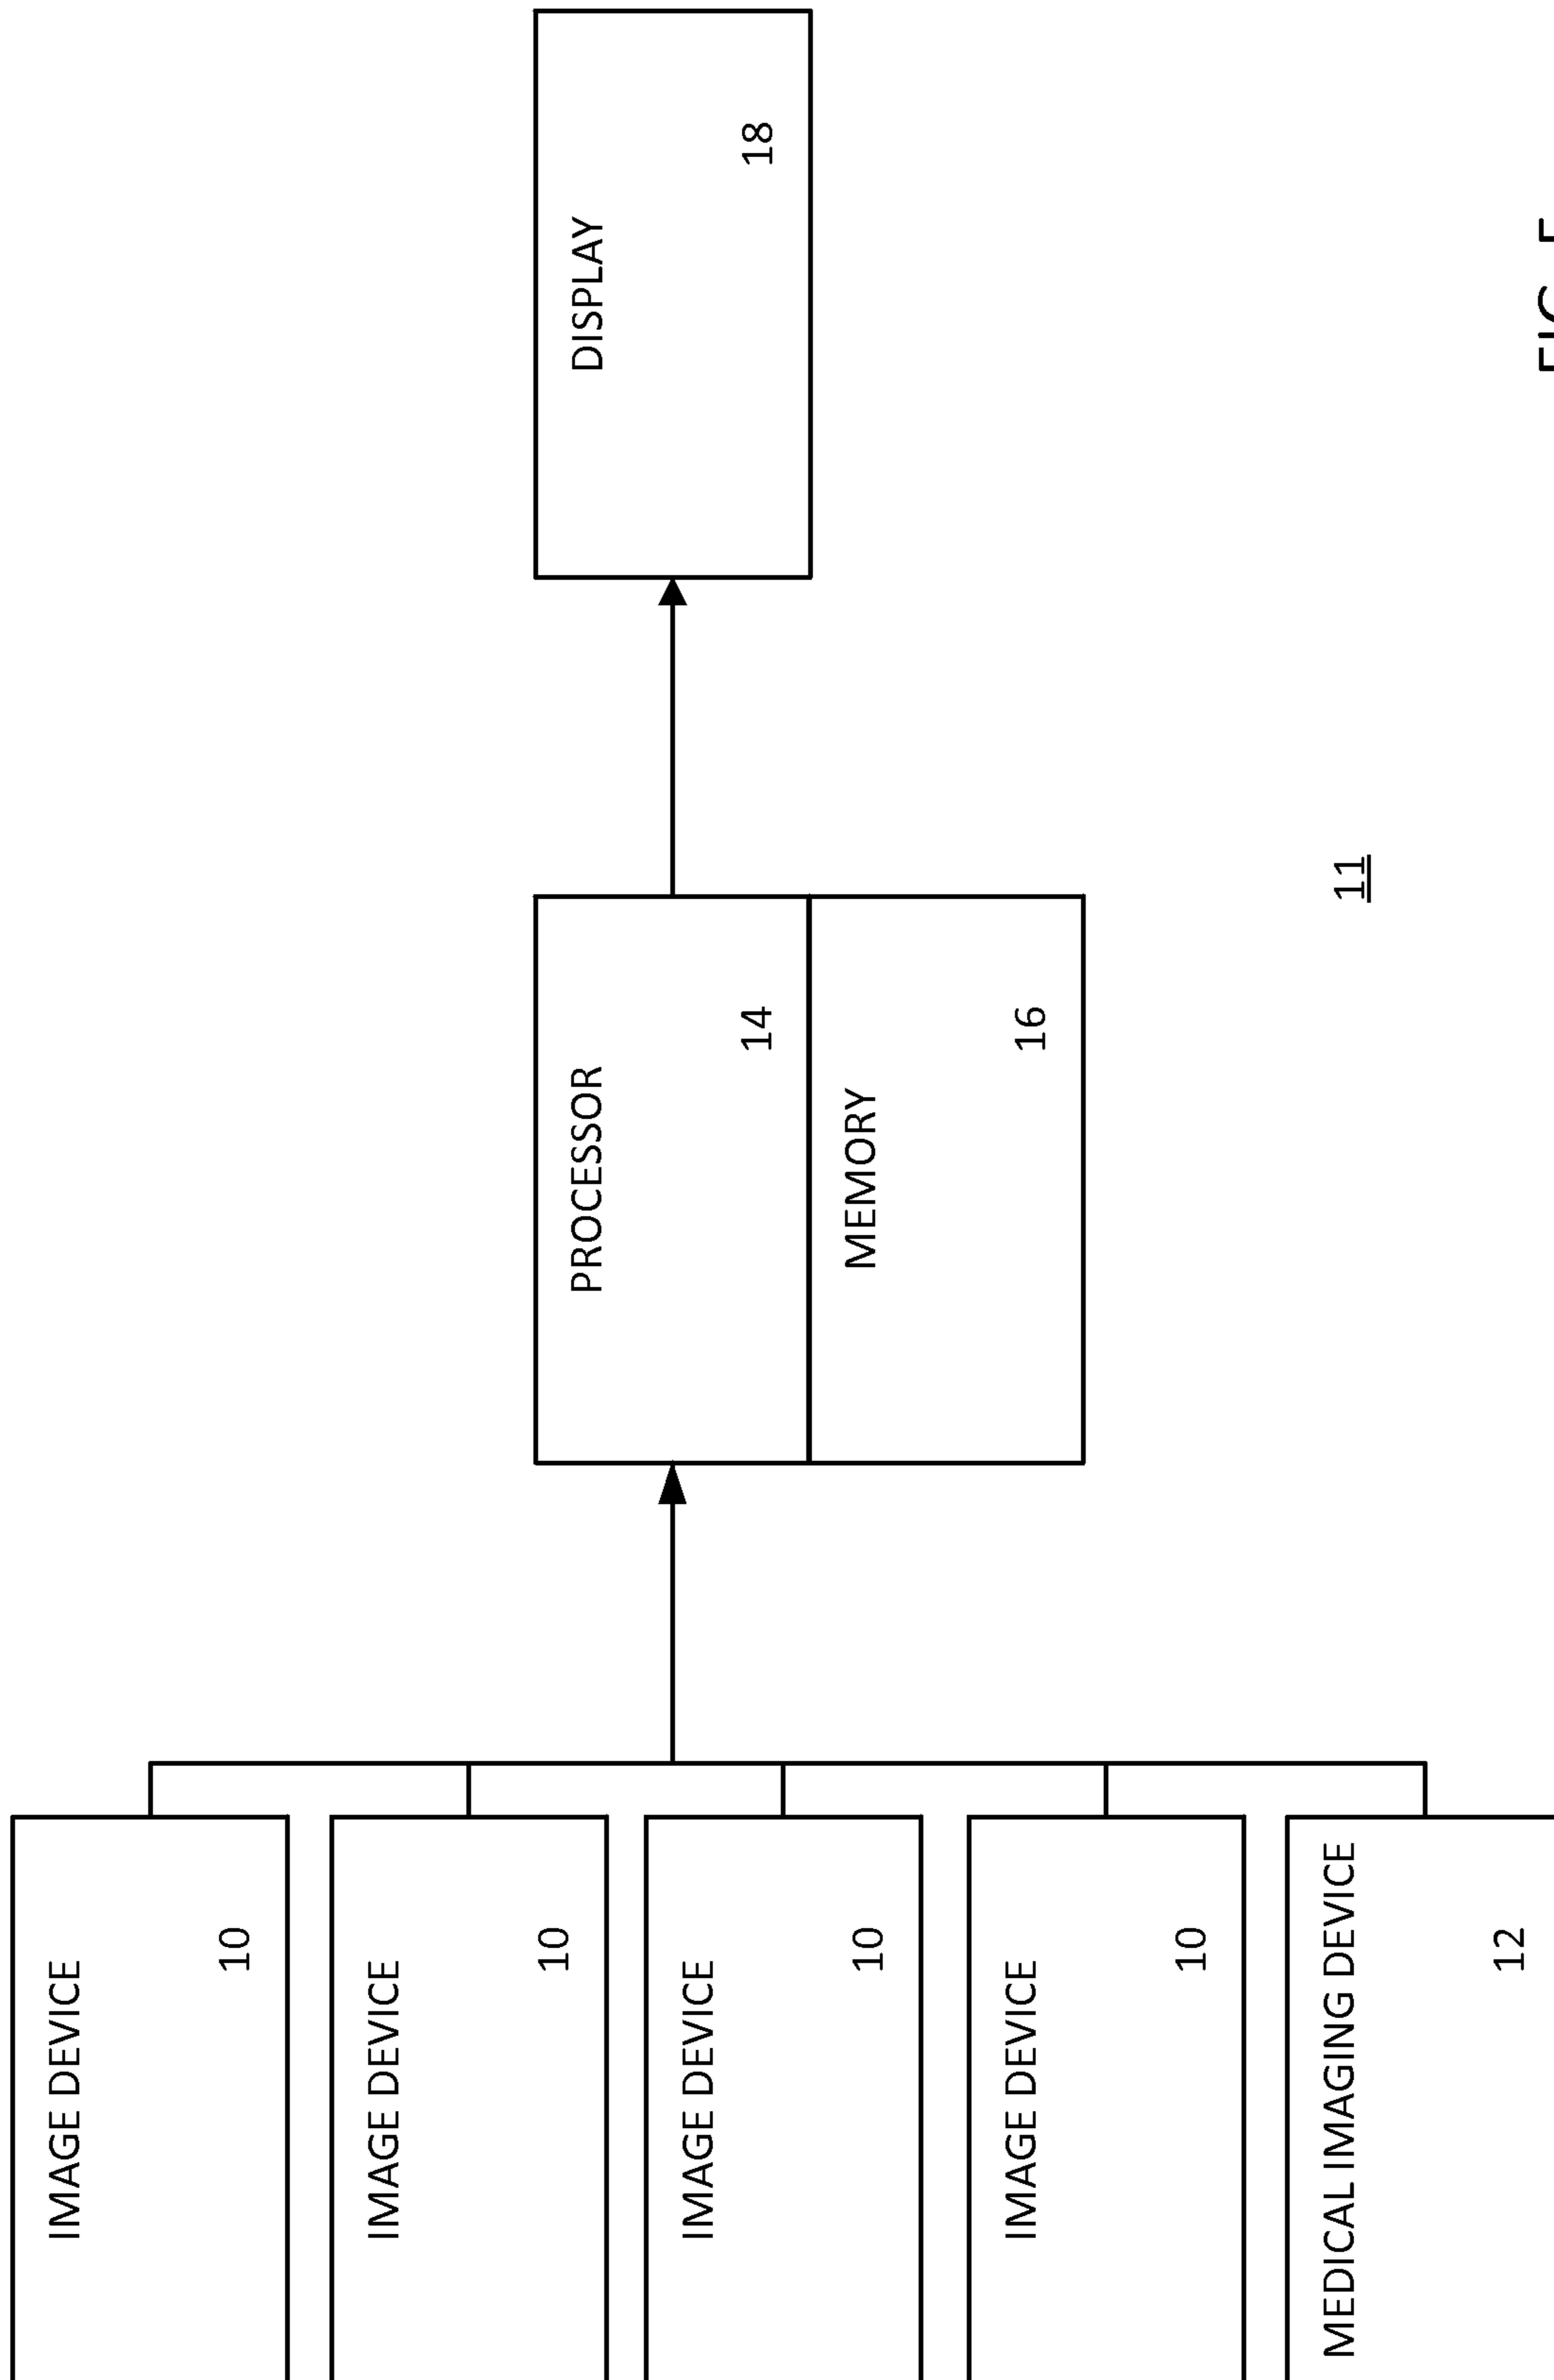 IMAGE DEVICE
10
IMAGE DEVICE
10
IMAGE DEVICE
10
IMAGE DEVICE
10
MEDICAL IMAGING DEVICE
12
PROCESSOR
14
MEMORY
16
DISPLAY
18
11